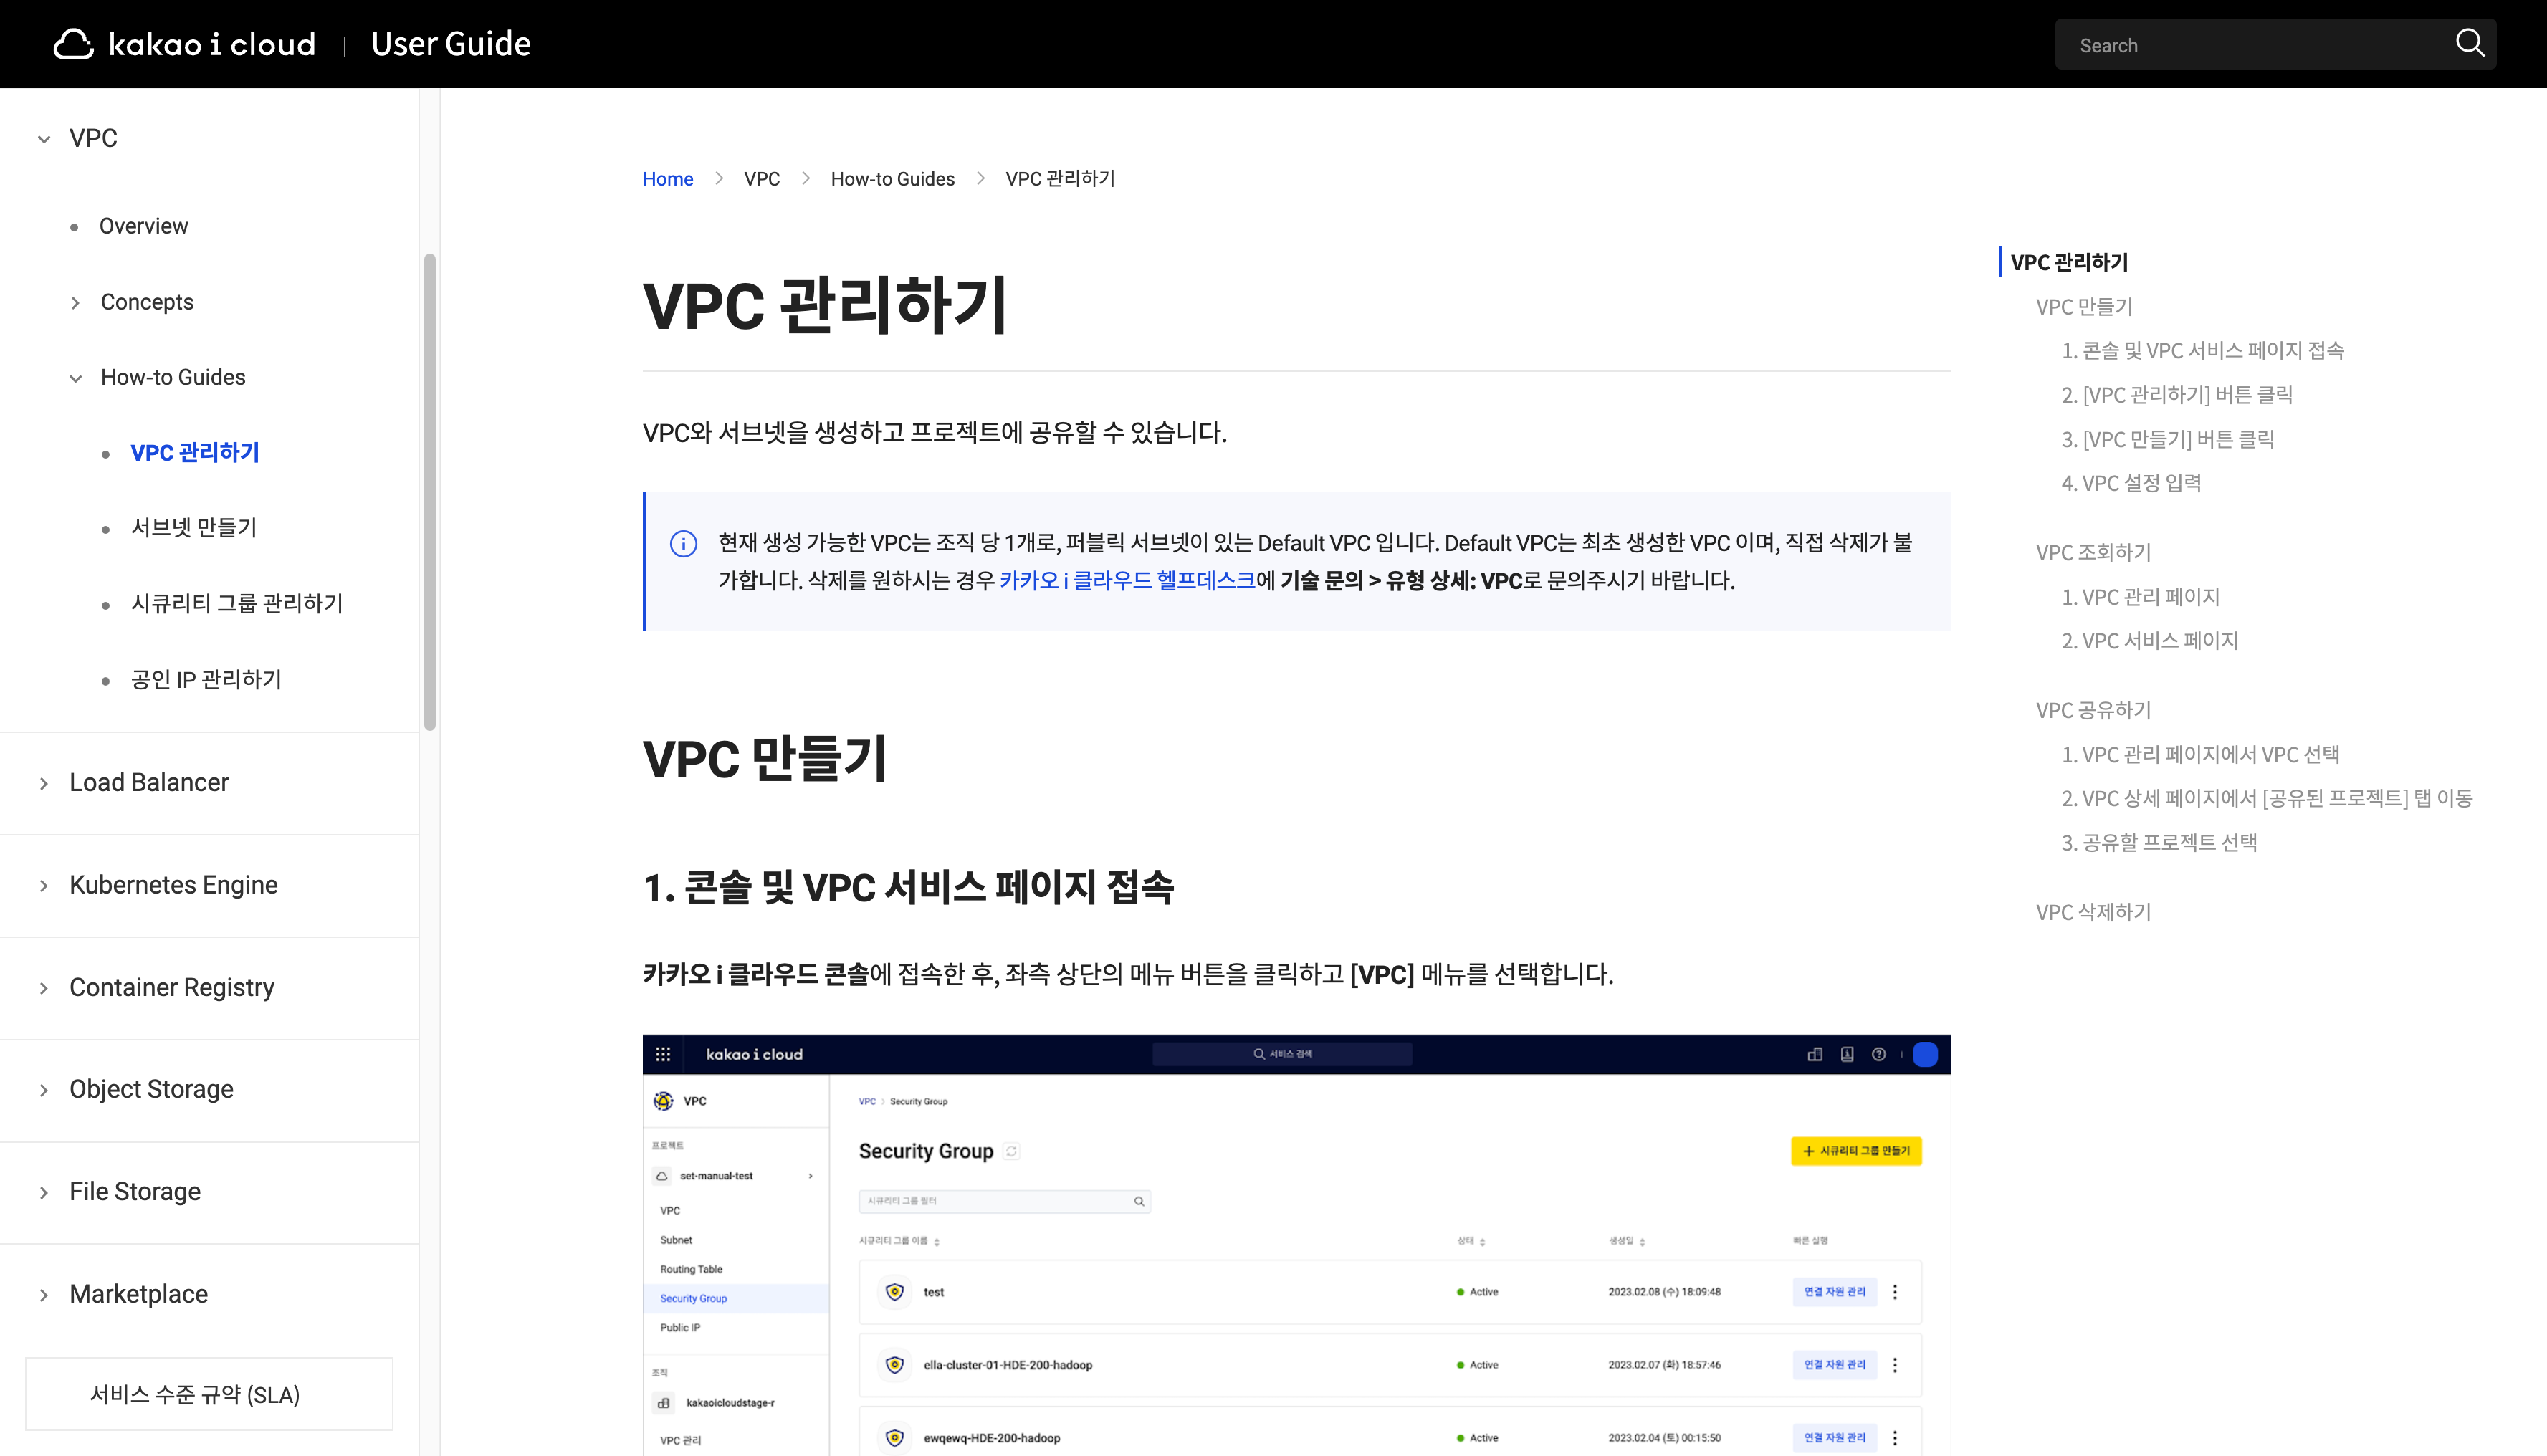 kakao i cloud | User Guide
Search
VPC
Overview
Concepts
How-to Guides
VPC 관리하기
서브넷 만들기
시큐리티 그룹 관리하기
공인 IP 관리하기
Load Balancer
Kubernetes Engine
Container Registry
Object Storage
File Storage
Marketplace
서비스 수준 규약 (SLA)
Home > VPC > How-to Guides > VPC 관리하기
VPC 관리하기
VPC와 서브넷을 생성하고 프로젝트에 공유할 수 있습니다.
현재 생성 가능한 VPC는 조직 당 1개로, 퍼블릭 서브넷이 있는 Default VPC 입니다. Default VPC는 최초 생성한 VPC 이며, 직접 삭제가 불
가합니다. 삭제를 원하시는 경우 카카오 i 클라우드 헬프데스크에 기술 문의 > 유형 상세: VPC로 문의주시기 바랍니다.
VPC 만들기
1. 콘솔 및 VPC 서비스 페이지 접속
카카오 i 클라우드 콘솔에 접속한 후, 좌측 상단의 메뉴 버튼을 클릭하고 [VPC] 메뉴를 선택합니다.
kakao i cloud
서비스 검색
VPC
프로젝트
set-manual-test
VPC
Subnet
Routing Table
Security Group
Public IP
조직
kakaoicloudstage-r
VPC 관리
VPC > Security Group
Security Group
+ 시큐리티 그룹 만들기
시큐리티 그룹 필터
시큐리티 그룹 이름 상태 생성일 빠른 실행
test Active 2023.02.08 (수) 18:09:48 연결 자원 관리
ella-cluster-01-HDE-200-hadoop Active 2023.02.07 (화) 18:57:46 연결 자원 관리
ewqewq-HDE-200-hadoop Active 2023.02.04 (토) 00:15:50 연결 자원 관리
VPC 관리하기
VPC 만들기
1. 콘솔 및 VPC 서비스 페이지 접속
2. [VPC 관리하기] 버튼 클릭
3. [VPC 만들기] 버튼 클릭
4. VPC 설정 입력
VPC 조회하기
1. VPC 관리 페이지
2. VPC 서비스 페이지
VPC 공유하기
1. VPC 관리 페이지에서 VPC 선택
2. VPC 상세 페이지에서 [공유된 프로젝트] 탭 이동
3. 공유할 프로젝트 선택
VPC 삭제하기